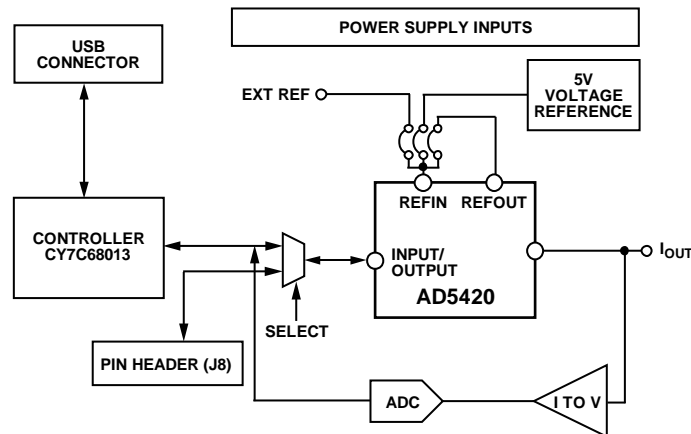 POWER SUPPLY INPUTS
USB
CONNECTOR
5V
VOLTAGE
REFERENCE
EXT REF
REFIN
REFOUT
CONTROLLER
CY7C68013
INPUT/
OUTPUT
AD5420
IOUT
SELECT
PIN HEADER (J8)
ADC
I TO V